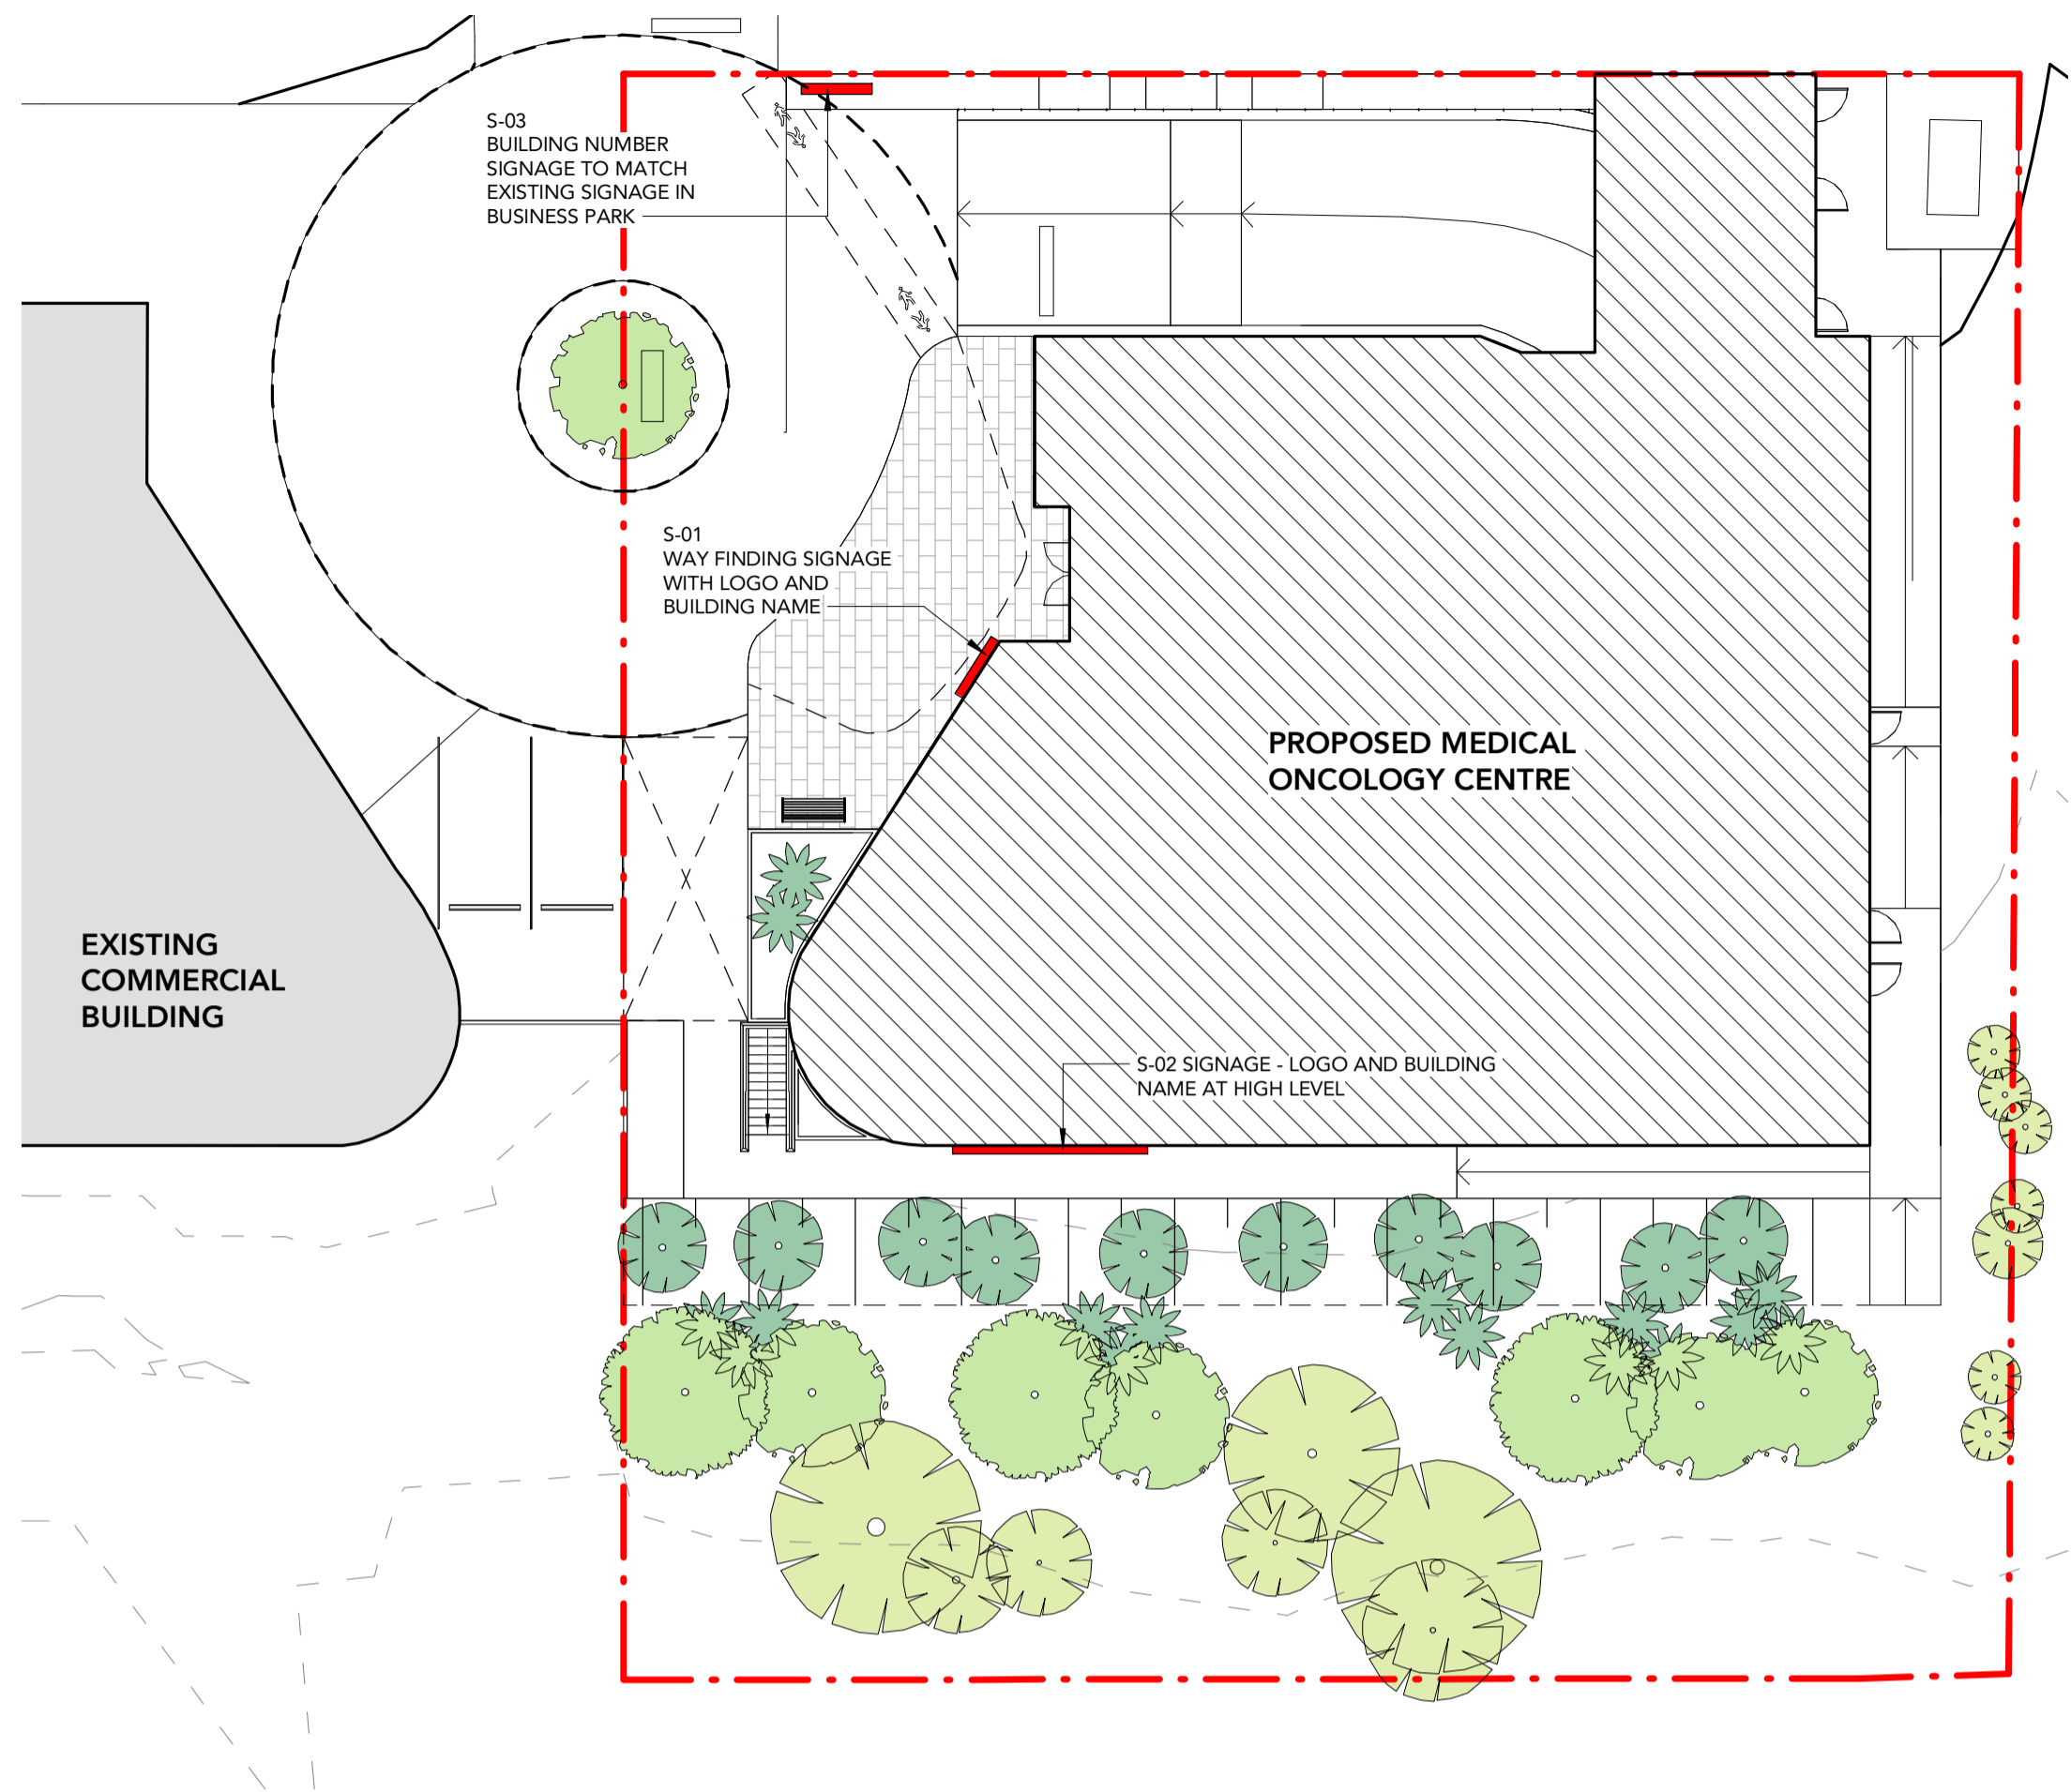 S-03
BUILDING NUMBER
SIGNAGE TO MATCH
EXISTING SIGNAGE IN
BUSINESS PARK
S-01
WAY FINDING SIGNAGE
WITH LOGO AND
BUILDING NAME
PROPOSED MEDICAL
ONCOLOGY CENTRE
EXISTING
COMMERCIAL
BUILDING
S-02 SIGNAGE - LOGO AND BUILDING
NAME AT HIGH LEVEL